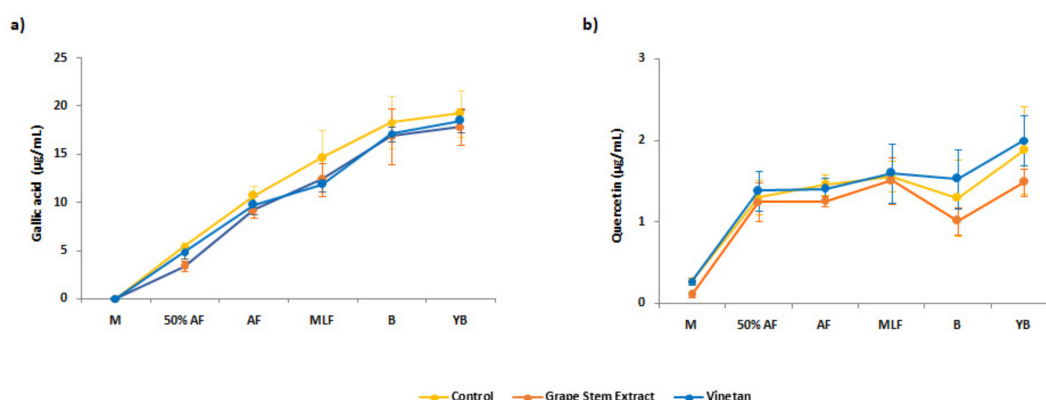 a)
25
20
15
10
5
0
Gallic acid (µg/mL)
M 50% AF AF MLF B YB
b)
3
2
1
0
Quercetin (µg/mL)
M 50% AF AF MLF B YB
Control Grape Stem Extract Vinetan